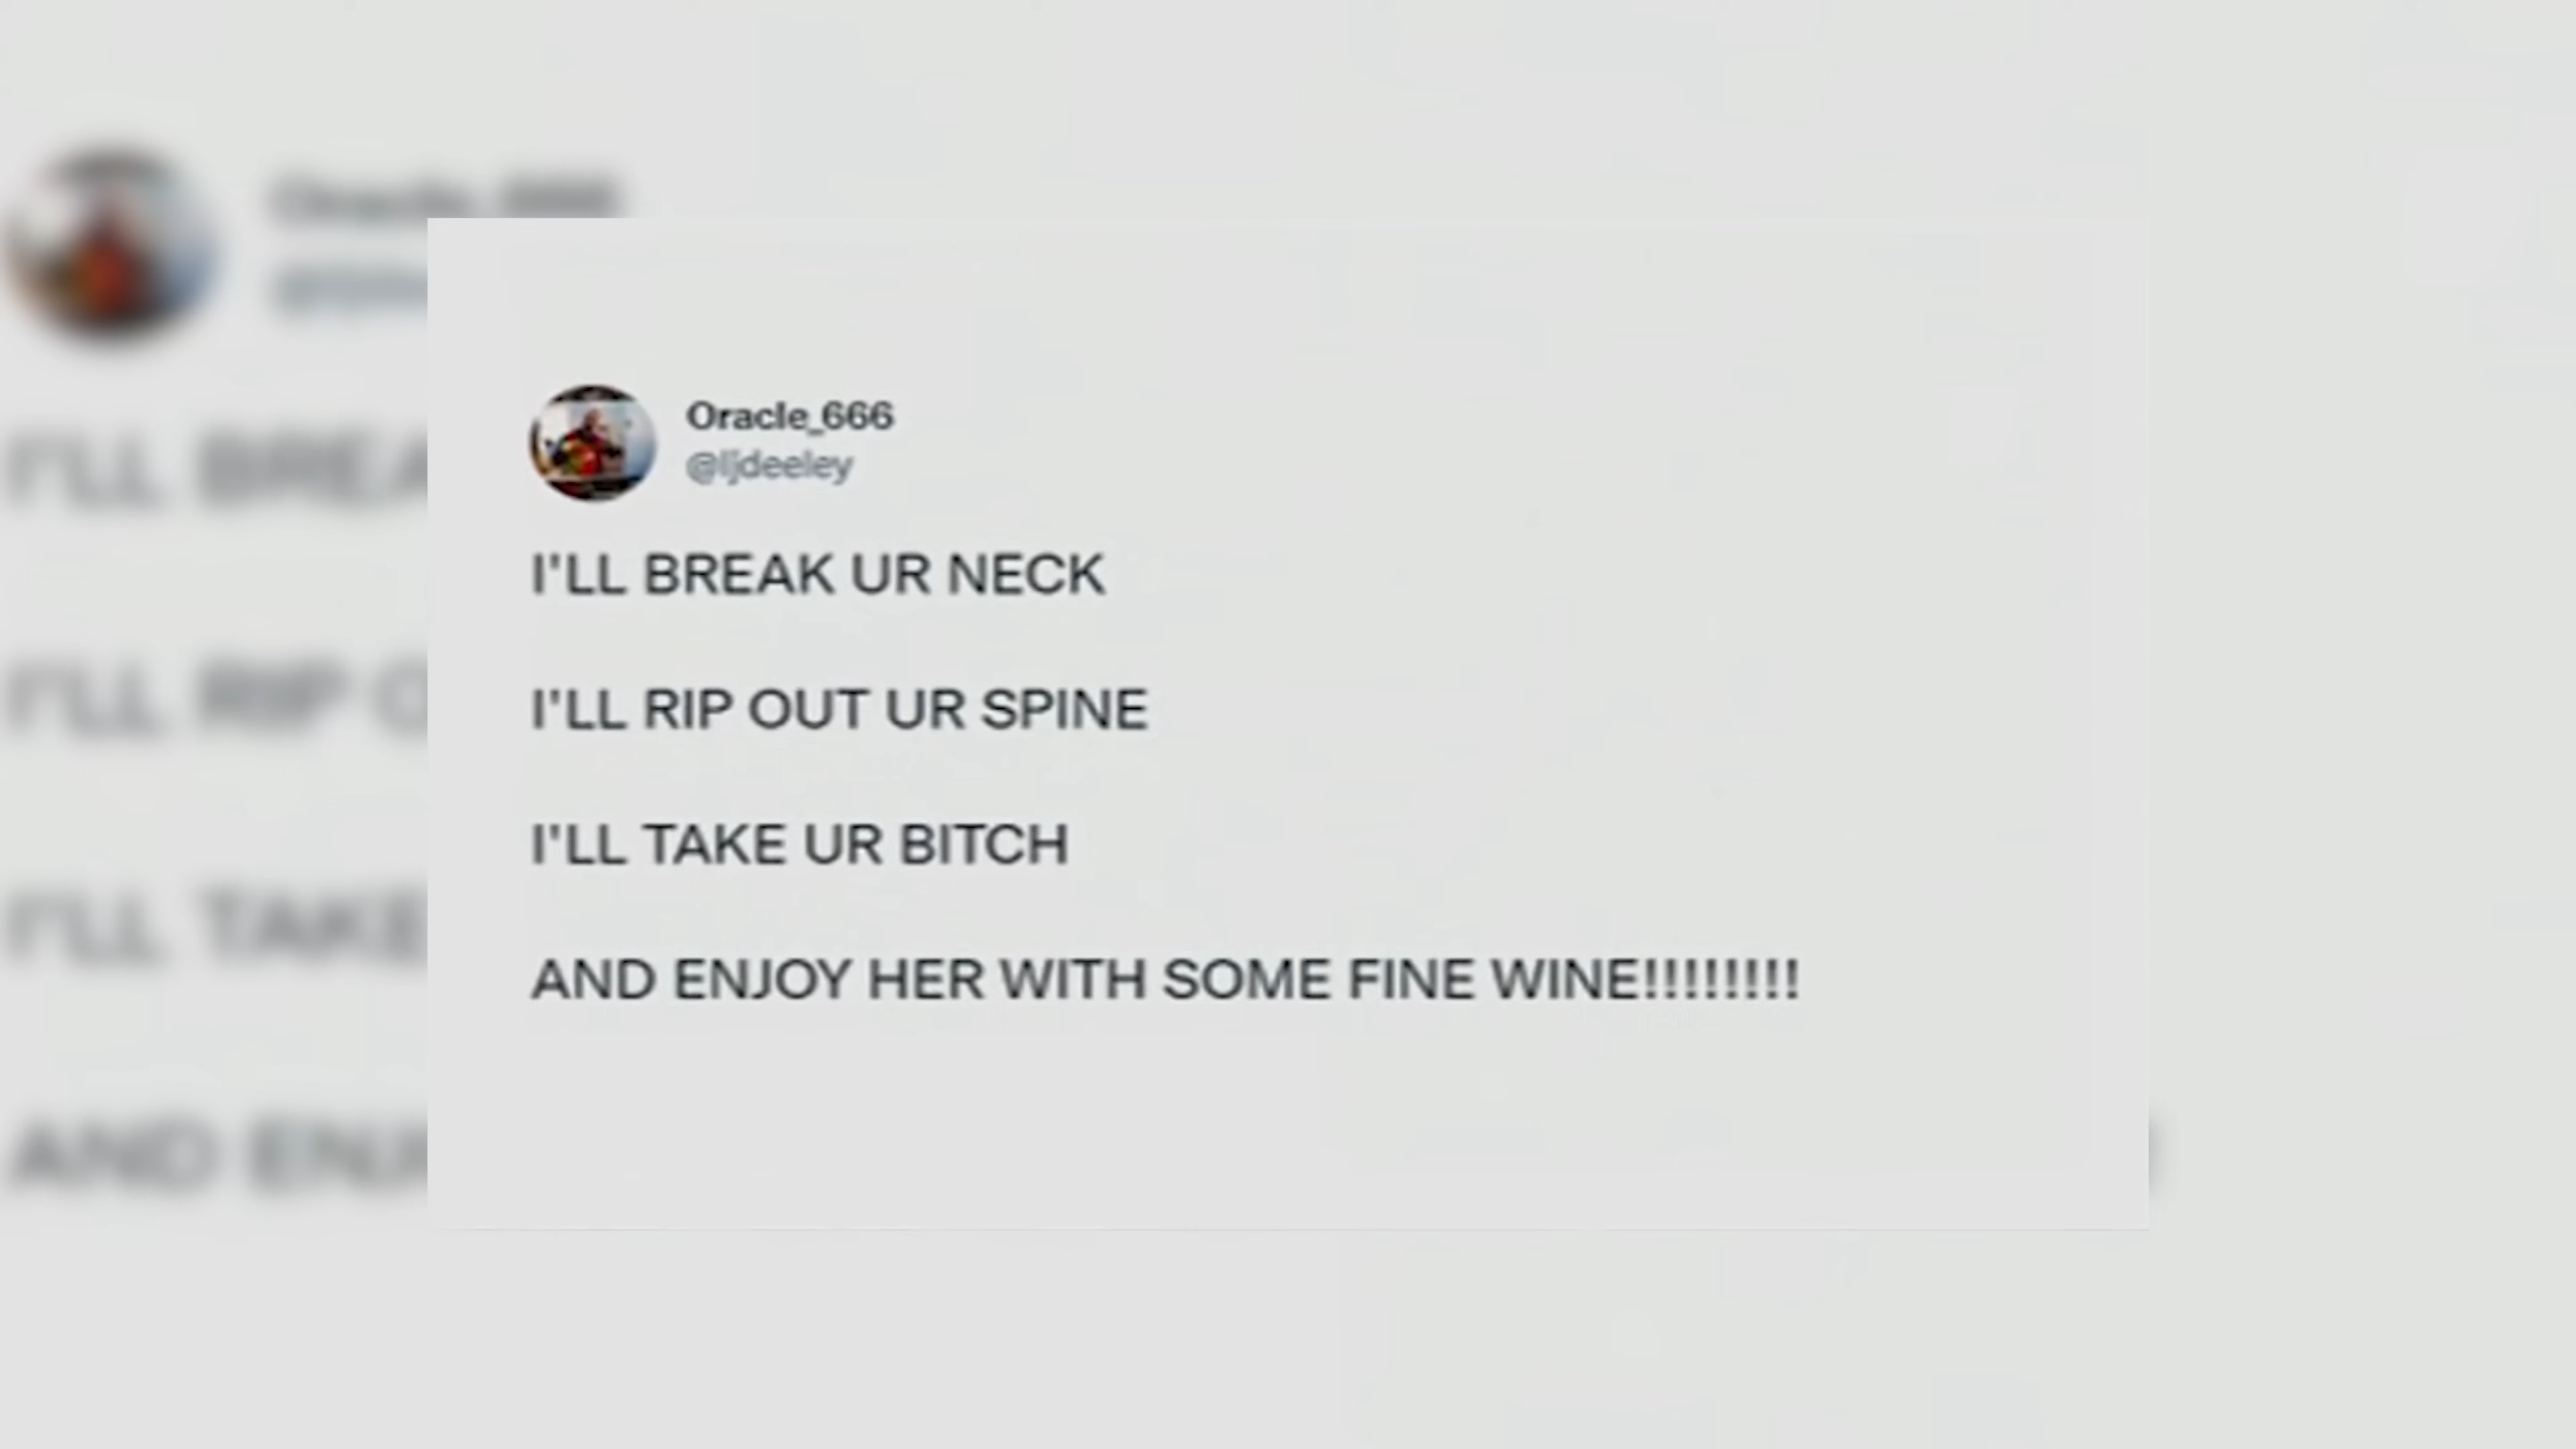 Oracle_666
@ljdeeley
I'LL BREAK UR NECK
I'LL RIP OUT UR SPINE
I'LL TAKE UR BITCH
AND ENJOY HER WITH SOME FINE WINE!!!!!!!!